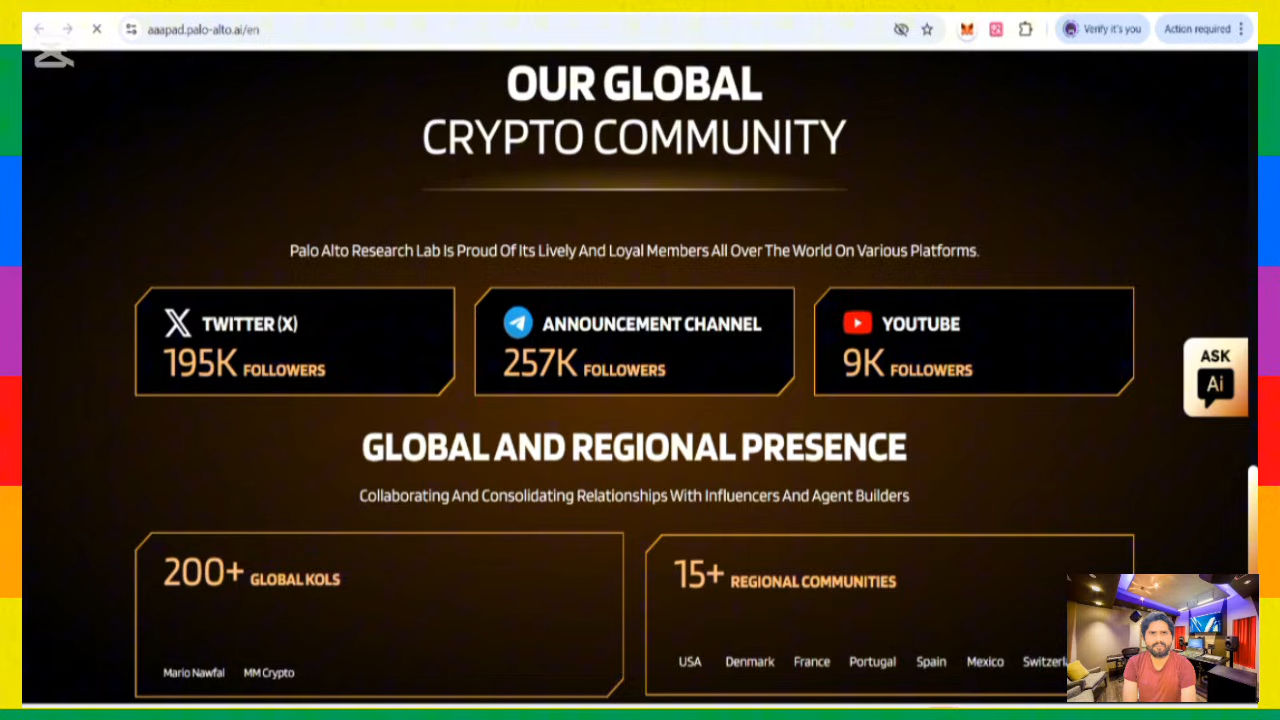 aaapad.palo-alto.ai/en
Verify it's you
Action required
OUR GLOBAL
CRYPTO COMMUNITY
Palo Alto Research Lab Is Proud Of Its Lively And Loyal Members All Over The World On Various Platforms.
TWITTER (X)
195K FOLLOWERS
ANNOUNCEMENT CHANNEL
257K FOLLOWERS
YOUTUBE
9K FOLLOWERS
ASK
Ai
GLOBAL AND REGIONAL PRESENCE
Collaborating And Consolidating Relationships With Influencers And Agent Builders
200+ GLOBAL KOLS
Mario Nawfal MM Crypto
15+ REGIONAL COMMUNITIES
USA Denmark France Portugal Spain Mexico Switzerl